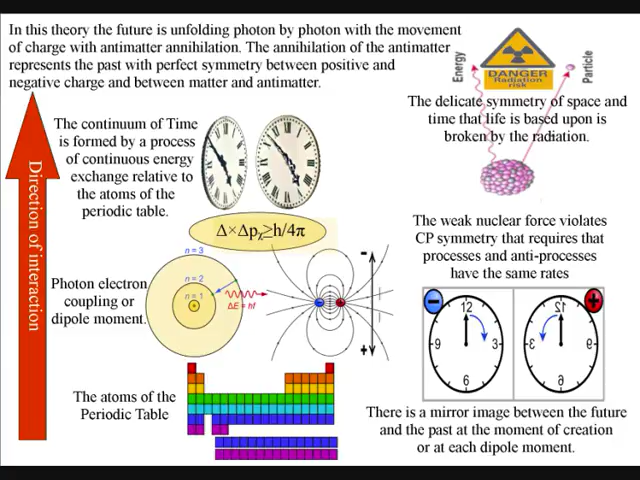 In this theory the future is unfolding photon by photon with the movement
of charge with antimatter annihilation. The annihilation of the antimatter
represents the past with perfect symmetry between positive and
negative charge and between matter and antimatter.
Energy
DANGER
Radiation
risk
Particle
The delicate symmetry of space and
time that life is based upon is
broken by the radiation.
Direction of interaction
The continuum of Time
is formed by a process
of continuous energy
exchange relative to
the atoms of the
periodic table.
Δ×Δpᵪ≥h/4π
The weak nuclear force violates
CP symmetry that requires that
processes and anti-processes
have the same rates
Photon electron
coupling or
dipole moment.
n = 3
n = 2
n = 1
ΔE = hf
-
+
−
12
3
6
9
+
12
3
6
9
The atoms of the
Periodic Table
There is a mirror image between the future
and the past at the moment of creation
or at each dipole moment.